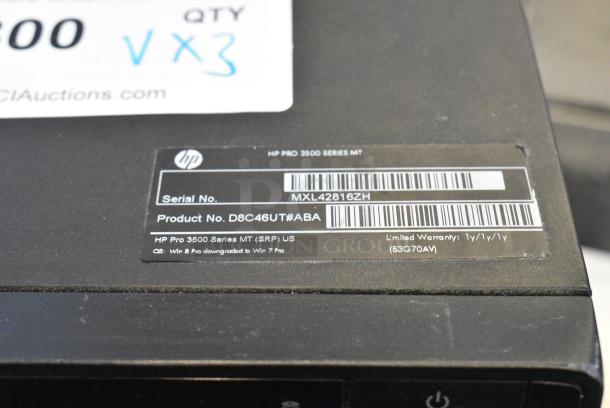 300
QTY
V X3
CIAuctions.com
hp
HP PRO 3500 SERIES MT
Serial No. MXL42816ZH
Product No. D8C46UT#ABA
HP Pro 3500 Series MT (SRP) US
Limited Warranty: 1y/1y/1y
OS: Win 8 Pro downgraded to Win 7 Pro
(B3G70AV)
GROUP